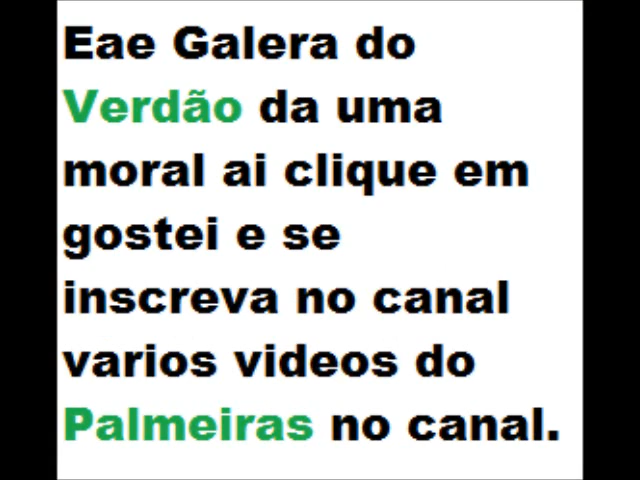 Eae Galera do
Verdão da uma
moral ai clique em
gostei e se
inscreva no canal
varios videos do
Palmeiras no canal.